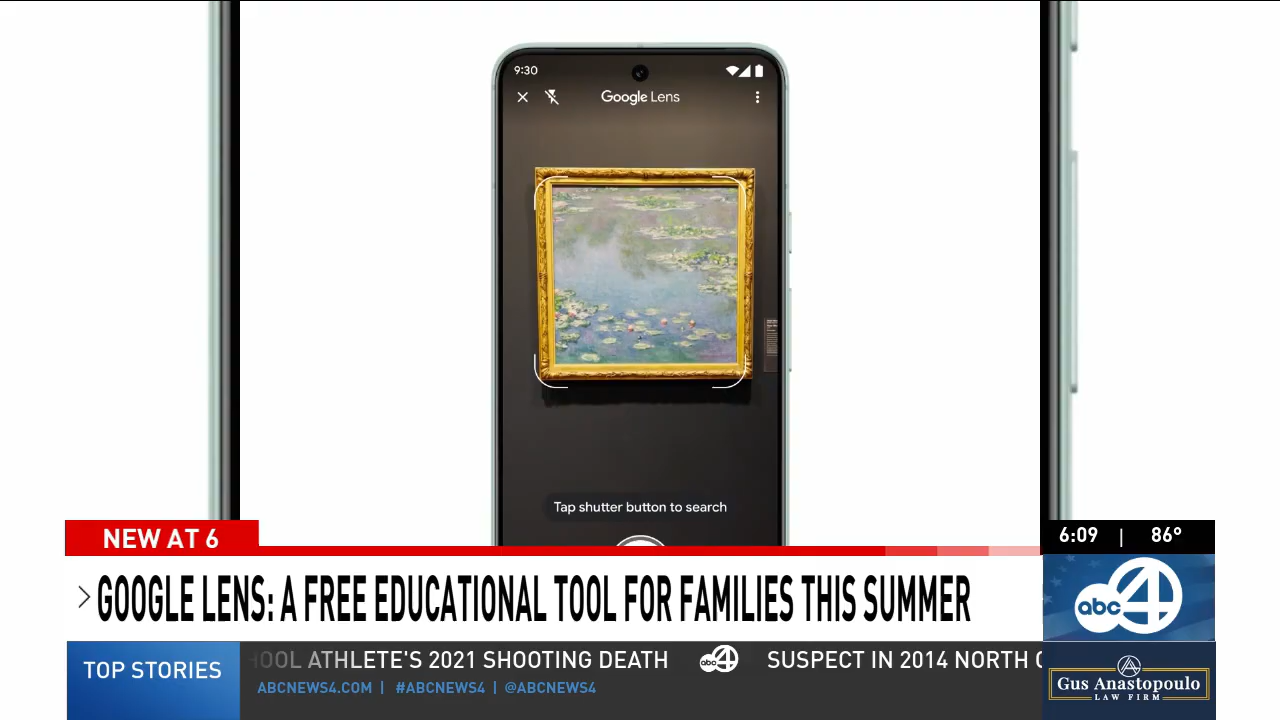 9:30
Google Lens
Tap shutter button to search
NEW AT 6
6:09 | 86°
GOOGLE LENS: A FREE EDUCATIONAL TOOL FOR FAMILIES THIS SUMMER
abc 4
TOP STORIES
ATHLETE'S 2021 SHOOTING DEATH abc 4 SUSPECT IN 2014 NORTH
ABCNEWS4.COM | #ABCNEWS4 | @ABCNEWS4
Gus Anastopoulo
LAW FIRM